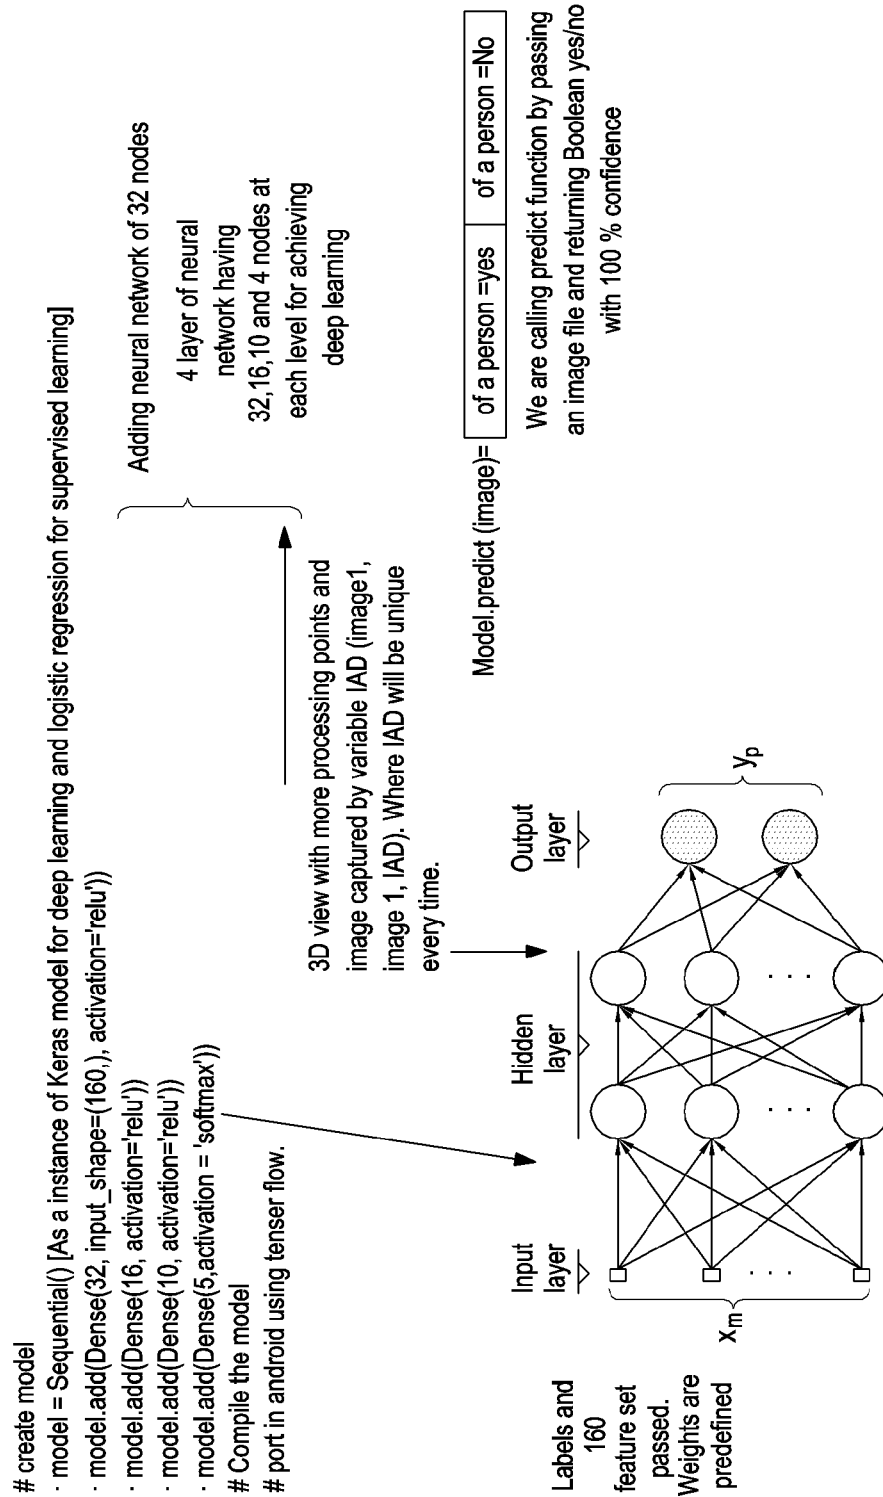 # create model
· model = Sequential() [As a instance of Keras model for deep learning and logistic regression for supervised learning]
· model.add(Dense(32, input_shape=(160,), activation='relu'))
· model.add(Dense(16, activation='relu'))
· model.add(Dense(10, activation='relu'))
· model.add(Dense(5,activation = 'softmax'))
# Compile the model
# port in android using tenser flow.
Adding neural network of 32 nodes
4 layer of neural
network having
32,16,10 and 4 nodes at
each level for achieving
deep learning
3D view with more processing points and
image captured by variable IAD (image1,
image 1, IAD). Where IAD will be unique
every time.
Model.predict (image)=
of a person =yes
of a person =No
We are calling predict function by passing
an image file and returning Boolean yes/no
with 100 % confidence
Labels and
160
feature set
passed.
Weights are
predefined
Input
layer
Hidden
layer
Output
layer
xm
yp